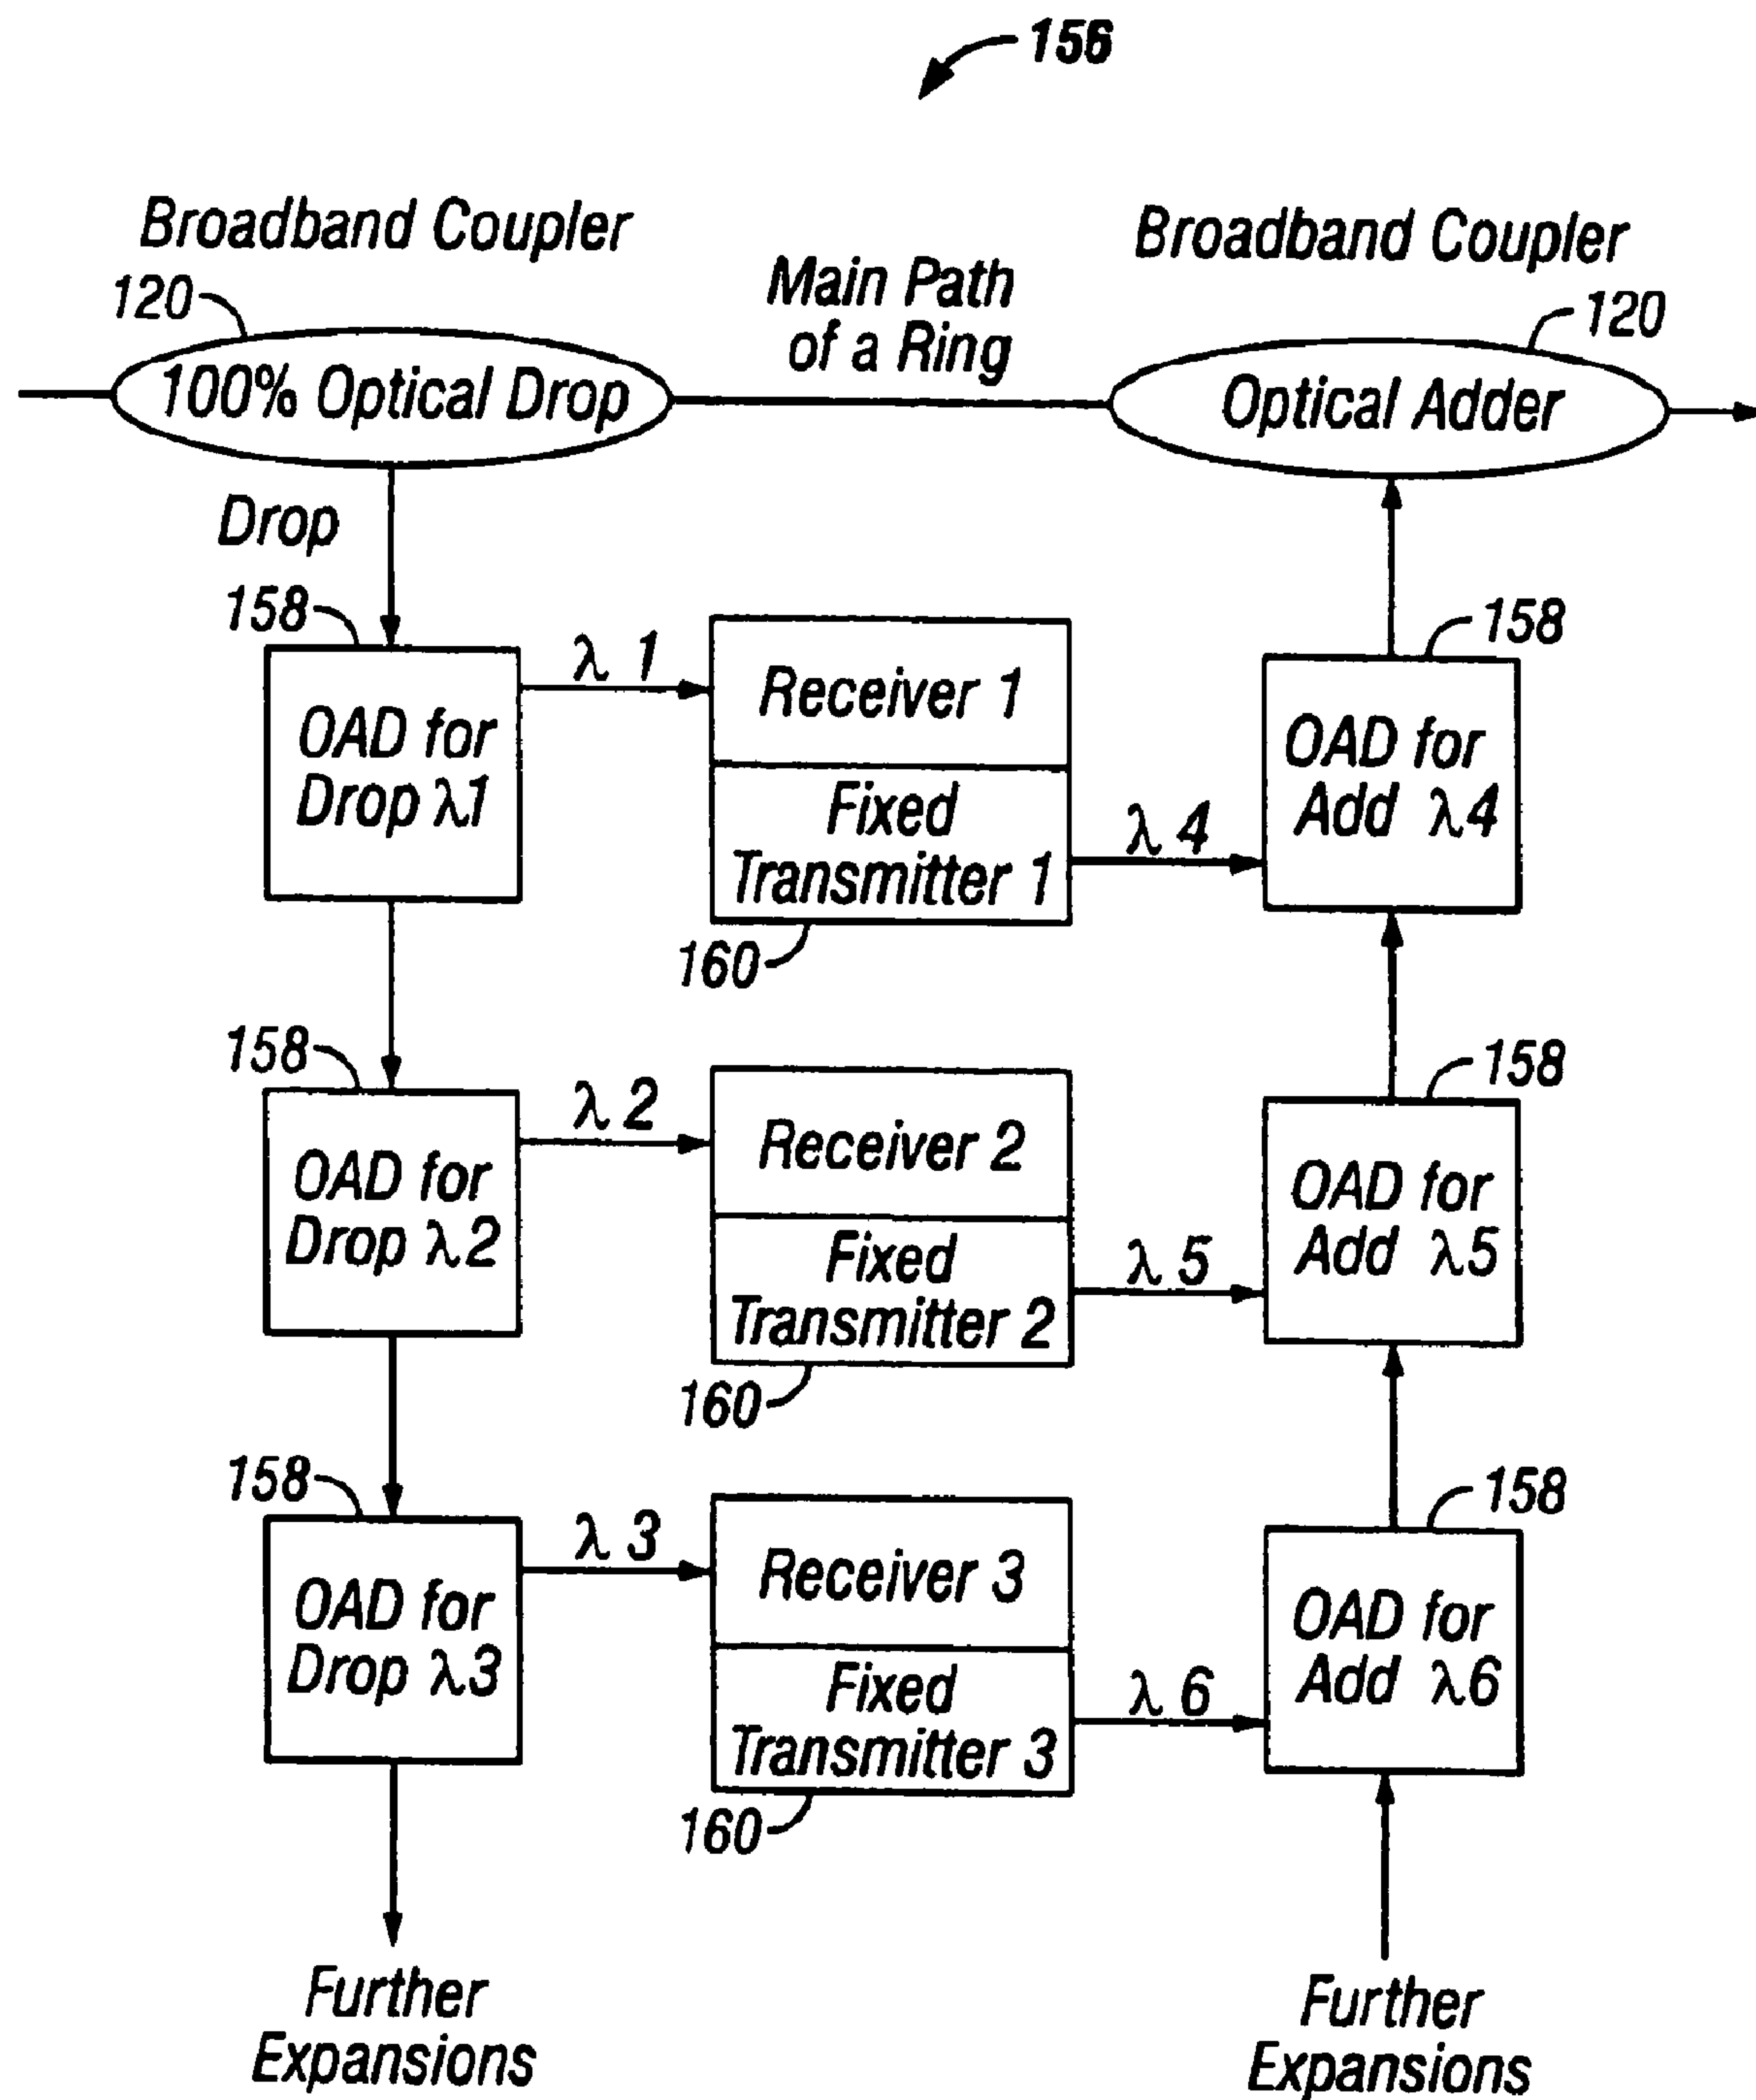 156
Broadband Coupler
Broadband Coupler
120
Main Path
of a Ring
120
100% Optical Drop
Optical Adder
Drop
158
λ 1
Receiver 1
158
OAD for
Drop λ1
Fixed
Transmitter 1
λ 4
OAD for
Add λ4
160
158
λ 2
Receiver 2
158
OAD for
Drop λ2
Fixed
Transmitter 2
λ 5
OAD for
Add λ5
160
158
λ 3
Receiver 3
158
OAD for
Drop λ3
Fixed
Transmitter 3
λ 6
OAD for
Add λ6
160
Further
Expansions
Further
Expansions